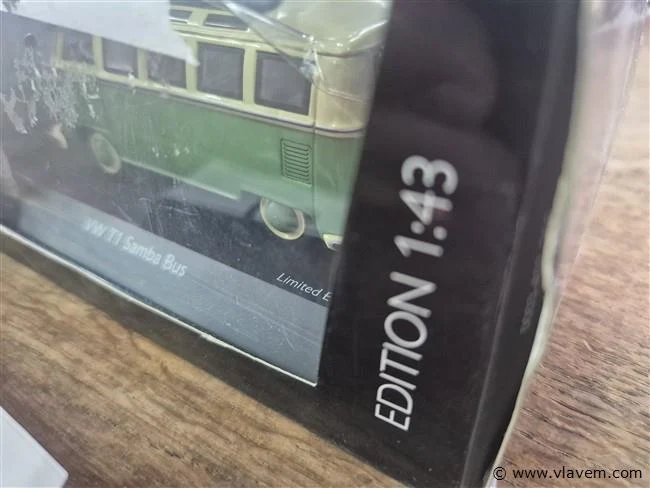 VW T1 Samba Bus
Limited E
EDITION 1:43
© www.vlavem.com